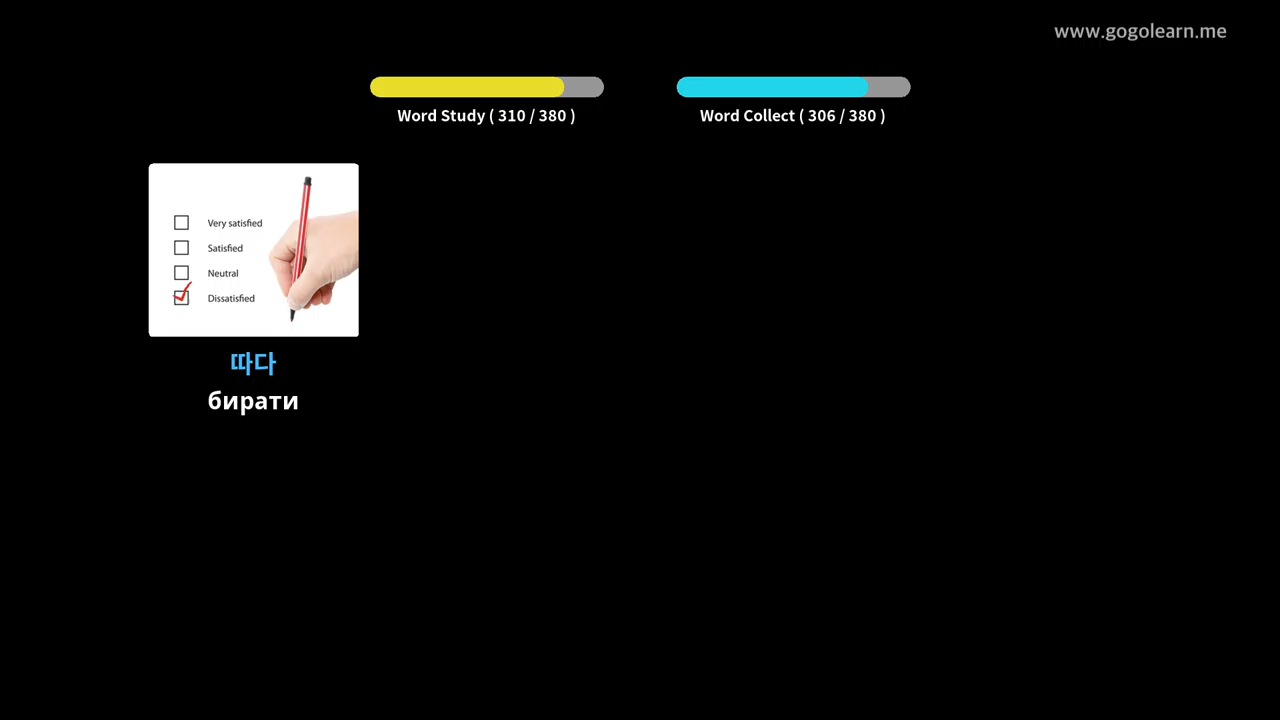 www.gogolearn.me
Word Study ( 310 / 380 )
Word Collect ( 306 / 380 )
Very satisfied
Satisfied
Neutral
Dissatisfied
따다
бирати